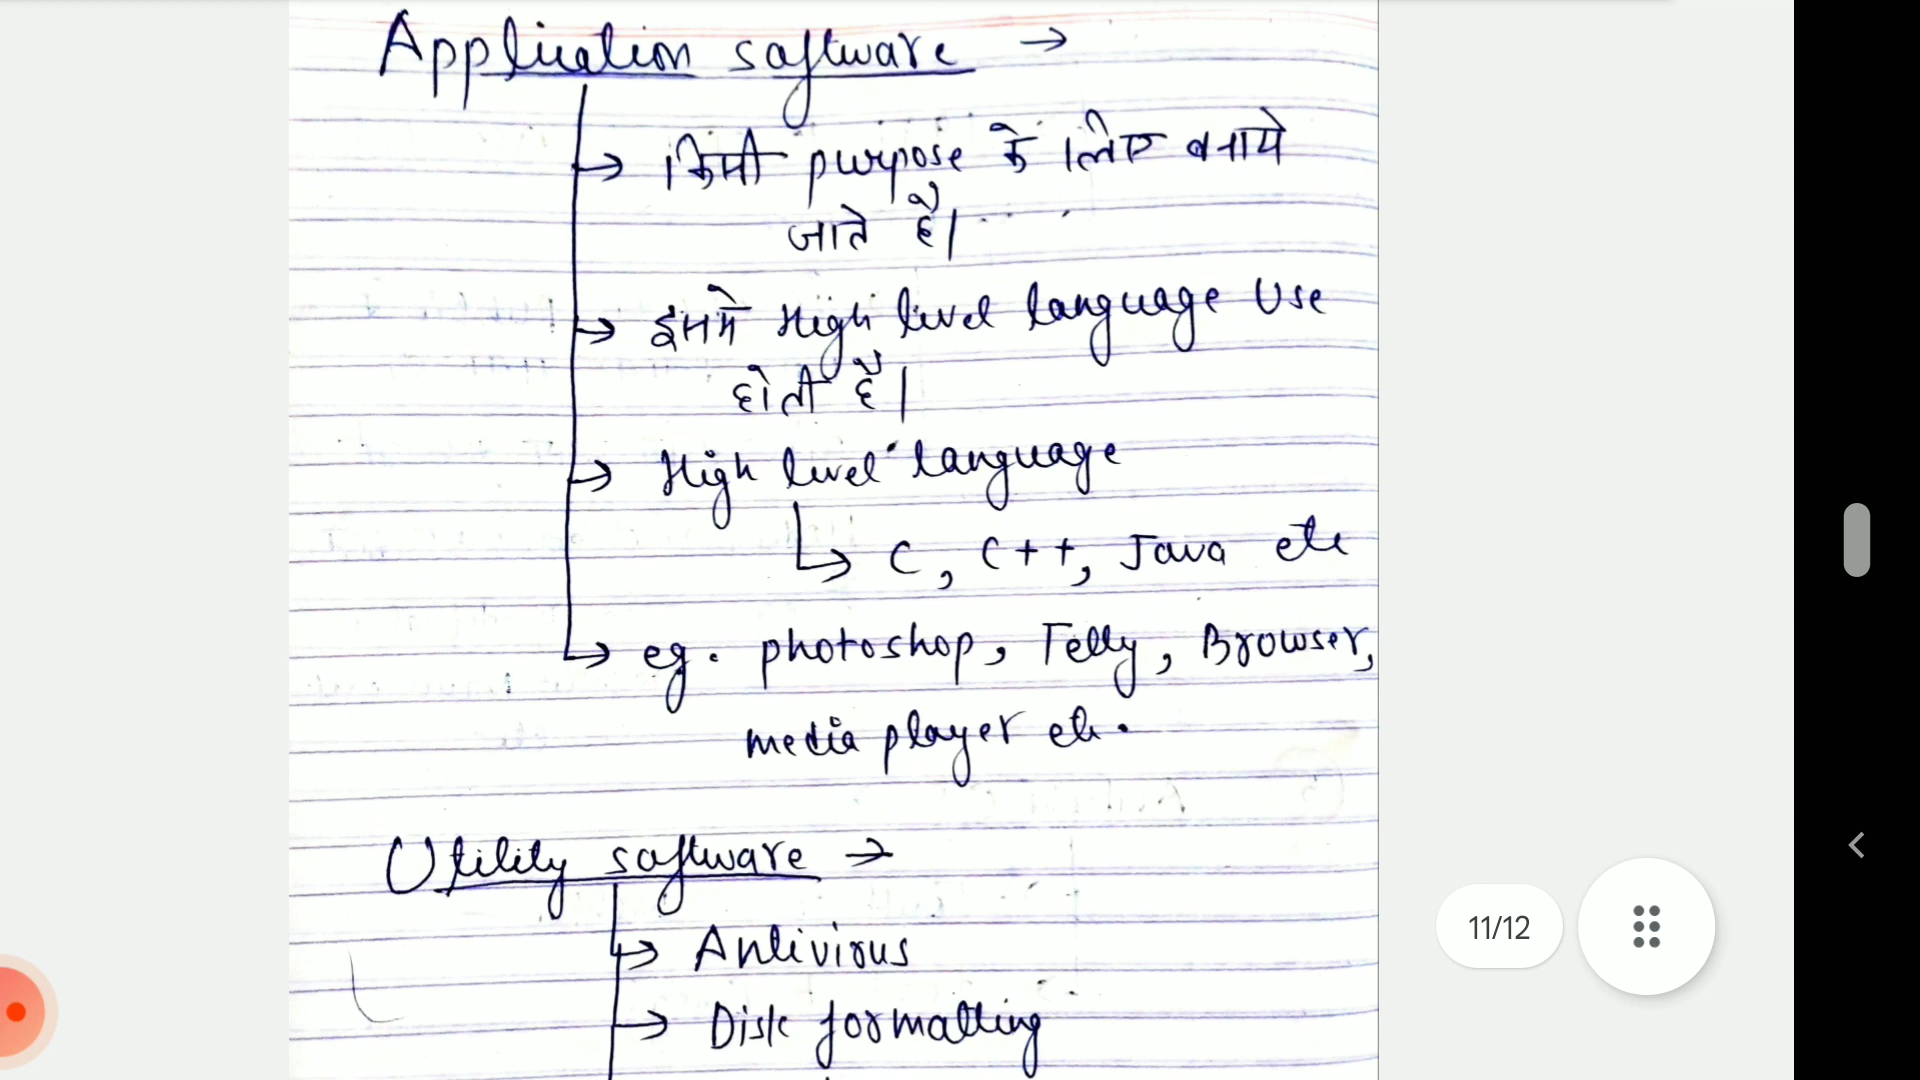 Application software →
→ किसी purpose के लिए बनाये
जाते है।
→ इसमे High level language Use
होती है।
→ High level language
→ C, C++, Java etc
→ eg. photoshop, Telly, Browser,
media player etc.
Utility software →
→ Antivirus
→ Disk formatting
11/12